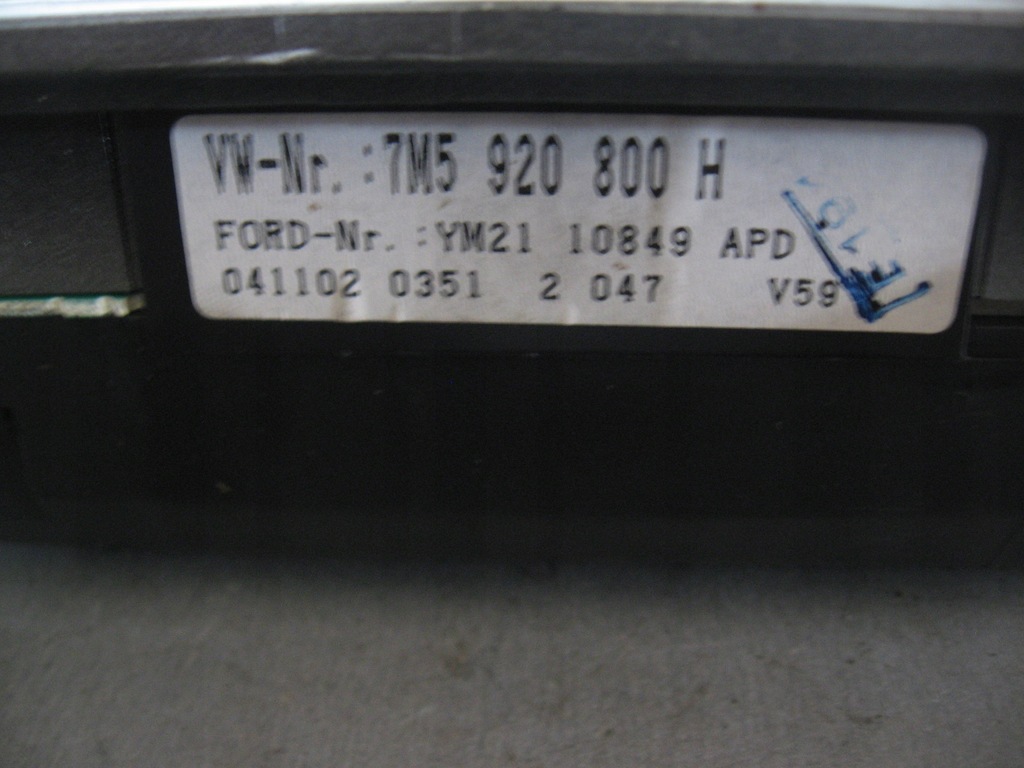 VW-Nr. :7M5 920 800 H
FORD-Nr. :YM21 10849 APD
041102 0351 2 047 V59